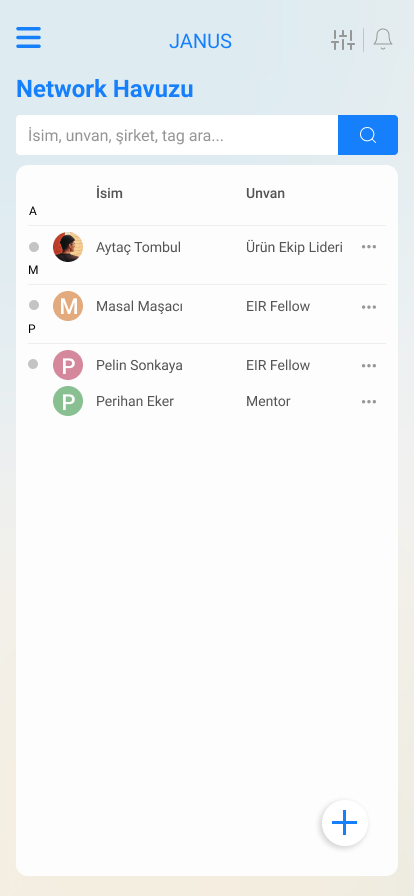 JANUS
Network Havuzu
İsim, unvan, şirket, tag ara...
İsim Unvan
A
Aytaç Tombul Ürün Ekip Lideri
M
M Masal Maşacı EIR Fellow
P
P Pelin Sonkaya EIR Fellow
P Perihan Eker Mentor